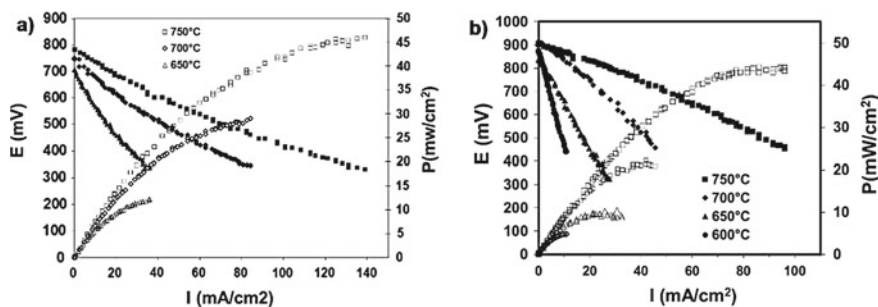 a)
E (mV)
900
800
700
600
500
400
300
200
100
0
750°C
700°C
650°C
50
45
40
35
30
25
20
15
10
5
0
P(mw/cm²)
0 20 40 60 80 100 120 140
I (mA/cm2)
b)
E (mV)
1000
900
800
700
600
500
400
300
200
100
0
750°C
700°C
650°C
600°C
50
40
30
20
10
0
P(mW/cm²)
0 20 40 60 80 100
I (mA/cm²)